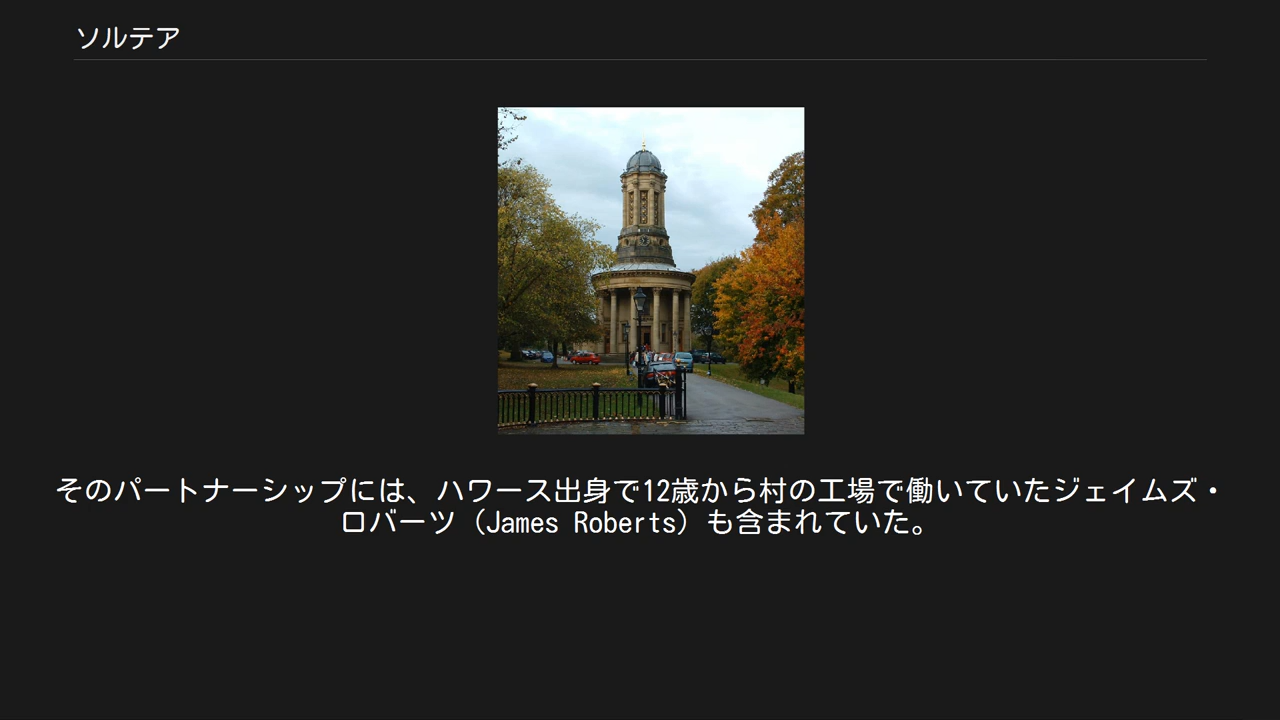 ソルテア
そのパートナーシップには、ハワース出身で12歳から村の工場で働いていたジェイムズ・
ロバーツ（James Roberts）も含まれていた。